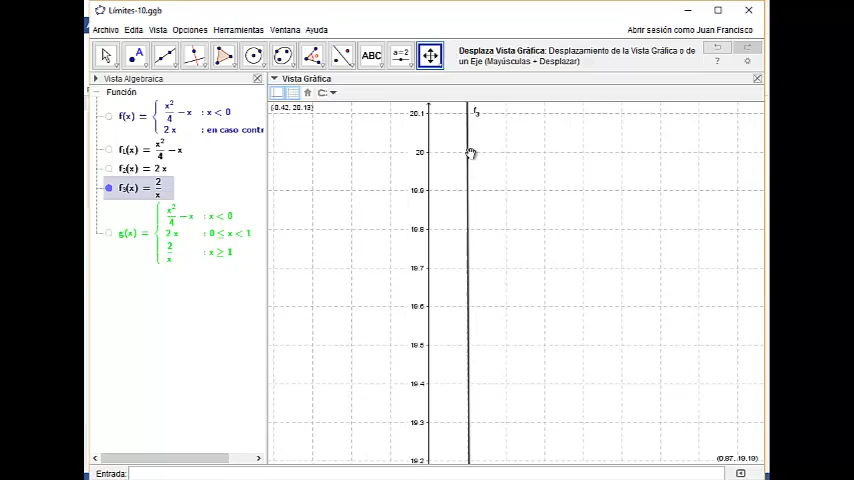 Límites-10.ggb
Archivo Edita Vista Opciones Herramientas Ventana Ayuda
Abrir sesión como Juan Francisco
ABC
a=2
Desplaza Vista Gráfica: Desplazamiento de la Vista Gráfica o de
un Eje (Mayúsculas + Desplazar)
?
Vista Algebraica
Vista Gráfica
Función
f(x) = { x²/4 − x : x < 0
2 x : en caso contr
f₁(x) = x²/4 − x
f₂(x) = 2 x
f₃(x) = 2/x
g(x) = { x²/4 − x : x < 0
2 x : 0 ≤ x < 1
2/x : x ≥ 1
(-0.42, 20.13)
f₃
20.1
20
19.9
19.8
19.7
19.6
19.5
19.4
19.3
19.2
(0.87, 19.19)
Entrada: